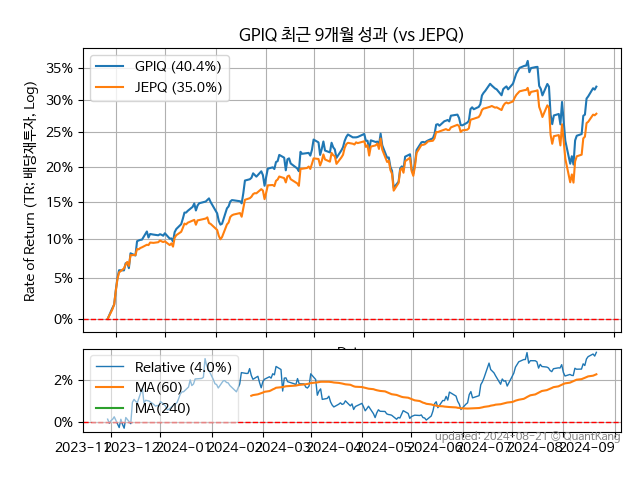 GPIQ 최근 9개월 성과 (vs JEPQ)
Rate of Return (TR: 배당재투자, Log)
35%
30%
25%
20%
15%
10%
5%
0%
GPIQ (40.4%)
JEPQ (35.0%)
2%
0%
Relative (4.0%)
MA(60)
MA(240)
2023-11 2023-12 2024-01 2024-02 2024-03 2024-04 2024-05 2024-06 2024-07 2024-08 2024-09
updated: 2024-08-21 © QuantKang